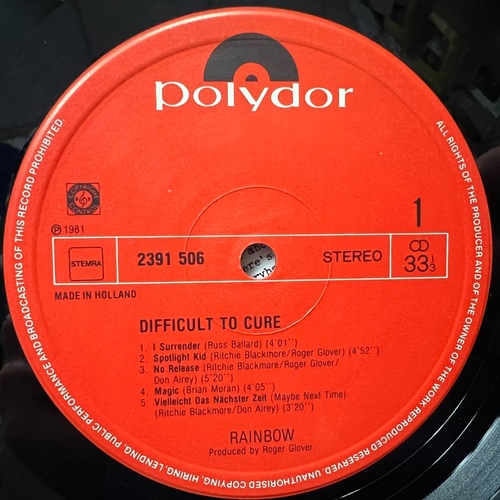 polydor
COPYRIGHT
CONTROL
℗ 1981
1
STEMRA
2391 506
STEREO
33⅓
MADE IN HOLLAND
DIFFICULT TO CURE
1. I Surrender (Russ Ballard) (4'01'')
2. Spotlight Kid (Ritchie Blackmore/Roger Glover) (4'52'')
3. No Release (Ritchie Blackmore/Roger Glover/
Don Airey) (5'20'')
4. Magic (Brian Moran) (4'05'')
5. Vielleicht Das Nächster Zeit (Maybe Next Time)
(Ritchie Blackmore/Don Airey) (3'20'')
RAINBOW
Produced by Roger Glover
ALL RIGHTS OF THE PRODUCER AND OF THE OWNER OF THE WORK REPRODUCED RESERVED. UNAUTHORISED COPYING, HIRING, LENDING, PUBLIC PERFORMANCE AND BROADCASTING OF THIS RECORD PROHIBITED.